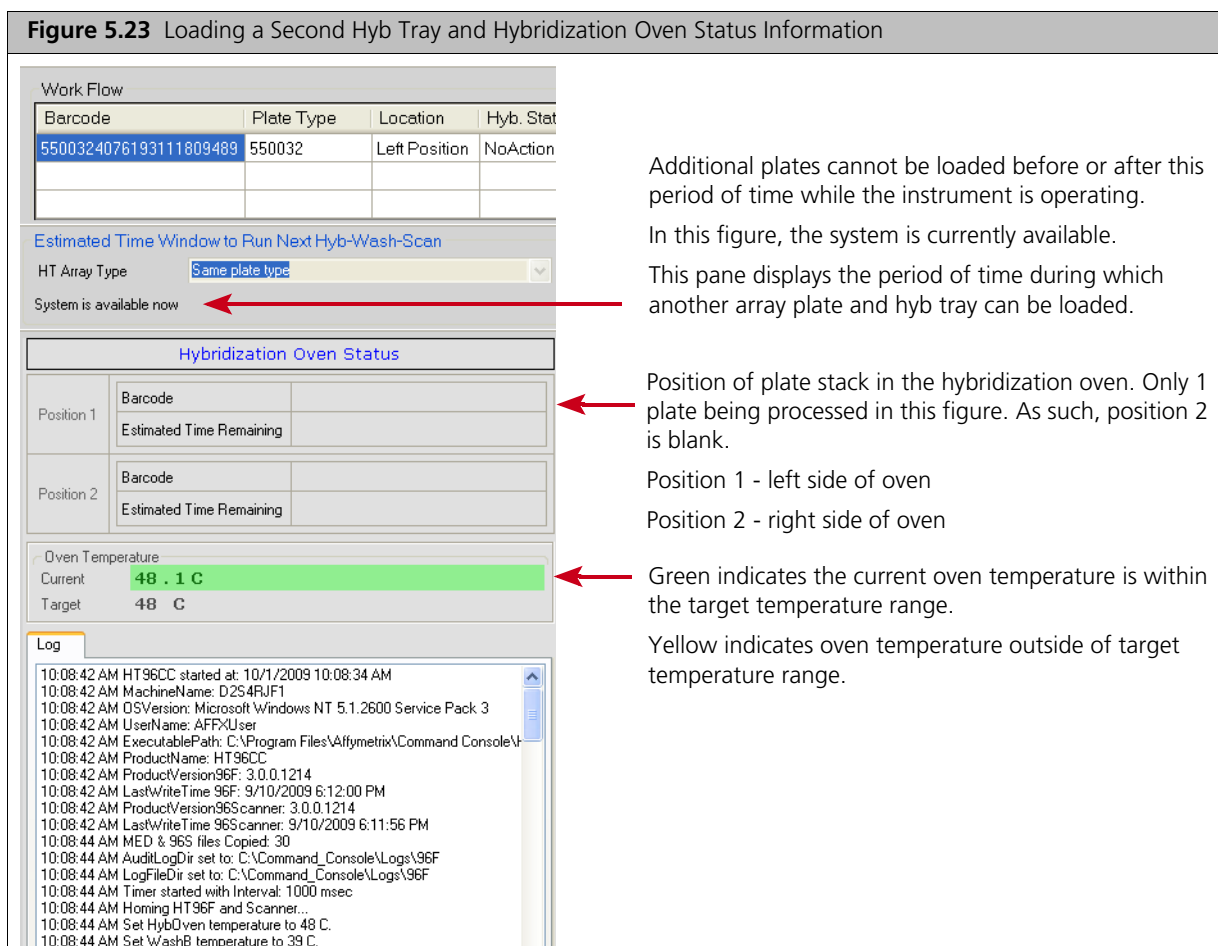 Figure 5.23 Loading a Second Hyb Tray and Hybridization Oven Status Information
Work Flow
Barcode Plate Type Location Hyb. Stat
5500324076193111809489 550032 Left Position NoAction
Estimated Time Window to Run Next Hyb-Wash-Scan
HT Array Type Same plate type
System is available now
Additional plates cannot be loaded before or after this
period of time while the instrument is operating.
In this figure, the system is currently available.
This pane displays the period of time during which
another array plate and hyb tray can be loaded.
Hybridization Oven Status
Position 1
Barcode
Estimated Time Remaining
Position 2
Barcode
Estimated Time Remaining
Position of plate stack in the hybridization oven. Only 1
plate being processed in this figure. As such, position 2
is blank.
Position 1 - left side of oven
Position 2 - right side of oven
Oven Temperature
Current 48.1 C
Target 48 C
Green indicates the current oven temperature is within
the target temperature range.
Yellow indicates oven temperature outside of target
temperature range.
Log
10:08:42 AM HT96CC started at: 10/1/2009 10:08:34 AM
10:08:42 AM MachineName: D2S4RJF1
10:08:42 AM OSVersion: Microsoft Windows NT 5.1.2600 Service Pack 3
10:08:42 AM UserName: AFFXUser
10:08:42 AM ExecutablePath: C:\Program Files\Affymetrix\Command Console\H
10:08:42 AM ProductName: HT96CC
10:08:42 AM ProductVersion96F: 3.0.0.1214
10:08:42 AM LastWriteTime 96F: 9/10/2009 6:12:00 PM
10:08:42 AM ProductVersion96Scanner: 3.0.0.1214
10:08:42 AM LastWriteTime 96Scanner: 9/10/2009 6:11:56 PM
10:08:44 AM MED & 96S files Copied: 30
10:08:44 AM AuditLogDir set to: C:\Command_Console\Logs\96F
10:08:44 AM LogFileDir set to: C:\Command_Console\Logs\96F
10:08:44 AM Timer started with Interval: 1000 msec
10:08:44 AM Homing HT96F and Scanner...
10:08:44 AM Set HybOven temperature to 48 C.
10:08:44 AM Set WashB temperature to 39 C.